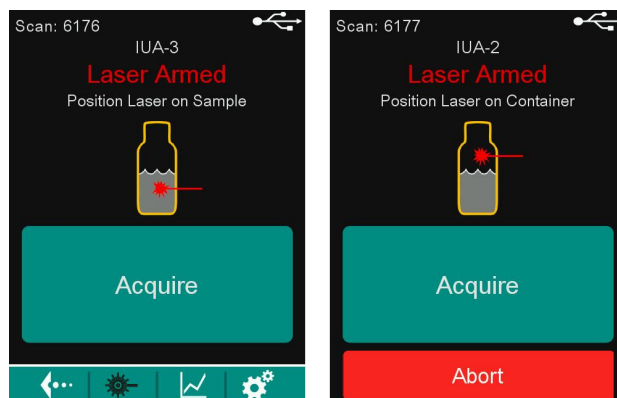 Scan: 6176
IUA-3
Laser Armed
Position Laser on Sample
Acquire
Scan: 6177
IUA-2
Laser Armed
Position Laser on Container
Acquire
Abort